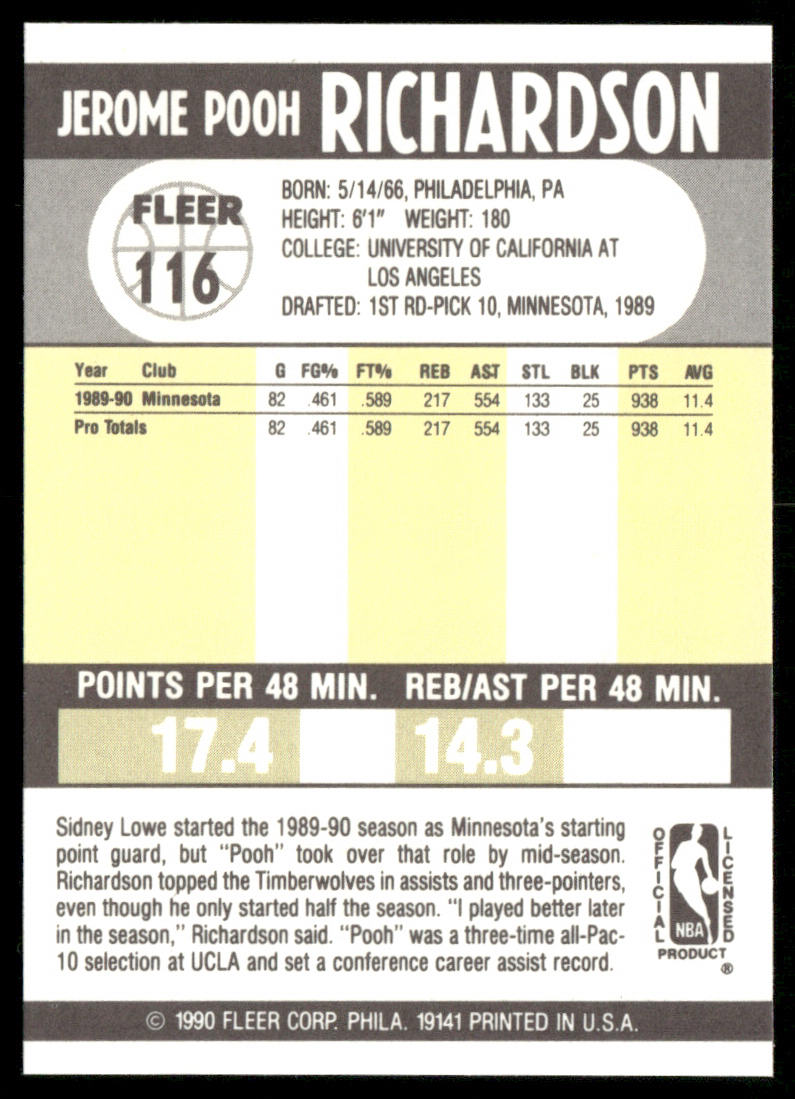 JEROME POOH RICHARDSON
FLEER
116
BORN: 5/14/66, PHILADELPHIA, PA
HEIGHT: 6'1" WEIGHT: 180
COLLEGE: UNIVERSITY OF CALIFORNIA AT
LOS ANGELES
DRAFTED: 1ST RD-PICK 10, MINNESOTA, 1989
Year Club G FG% FT% REB AST STL BLK PTS AVG
1989-90 Minnesota 82 .461 .589 217 554 133 25 938 11.4
Pro Totals 82 .461 .589 217 554 133 25 938 11.4
POINTS PER 48 MIN. REB/AST PER 48 MIN.
17.4 14.3
Sidney Lowe started the 1989-90 season as Minnesota's starting
point guard, but "Pooh" took over that role by mid-season.
Richardson topped the Timberwolves in assists and three-pointers,
even though he only started half the season. "I played better later
in the season," Richardson said. "Pooh" was a three-time all-Pac-
10 selection at UCLA and set a conference career assist record.
OFFICIAL
LICENSED
NBA
PRODUCT
®
© 1990 FLEER CORP. PHILA. 19141 PRINTED IN U.S.A.